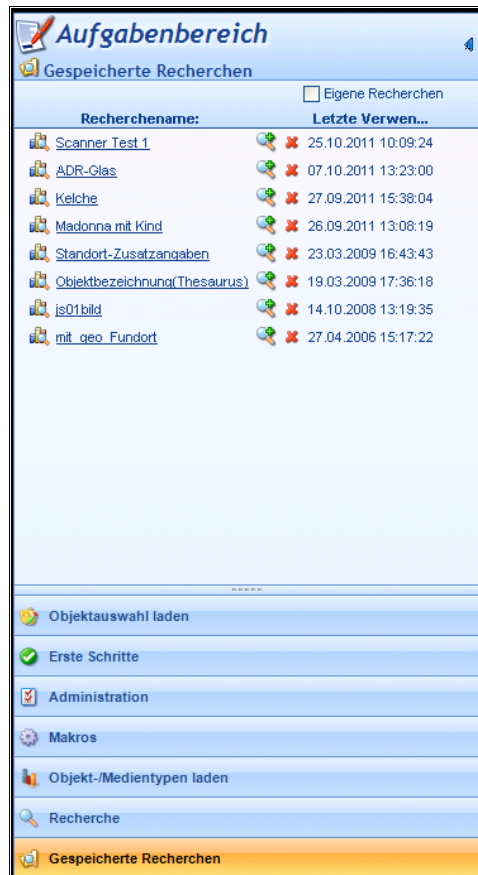 Aufgabenbereich
Gespeicherte Recherchen
Eigene Recherchen
Recherchename: Letzte Verwen...
Scanner Test 1 25.10.2011 10:09:24
ADR-Glas 07.10.2011 13:23:00
Kelche 27.09.2011 15:38:04
Madonna mit Kind 26.09.2011 13:08:19
Standort-Zusatzangaben 23.03.2009 16:43:43
Objektbezeichnung(Thesaurus) 19.03.2009 17:36:18
js01bild 14.10.2008 13:19:35
mit_geo_Fundort 27.04.2006 15:17:22
Objektauswahl laden
Erste Schritte
Administration
Makros
Objekt-/Medientypen laden
Recherche
Gespeicherte Recherchen